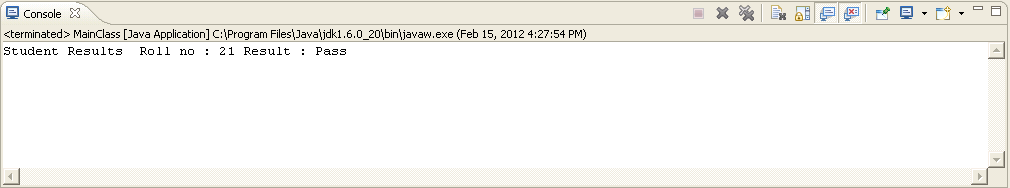 Console
<terminated> MainClass [Java Application] C:\Program Files\Java\jdk1.6.0_20\bin\javaw.exe (Feb 15, 2012 4:27:54 PM)
Student Results  Roll no : 21 Result : Pass